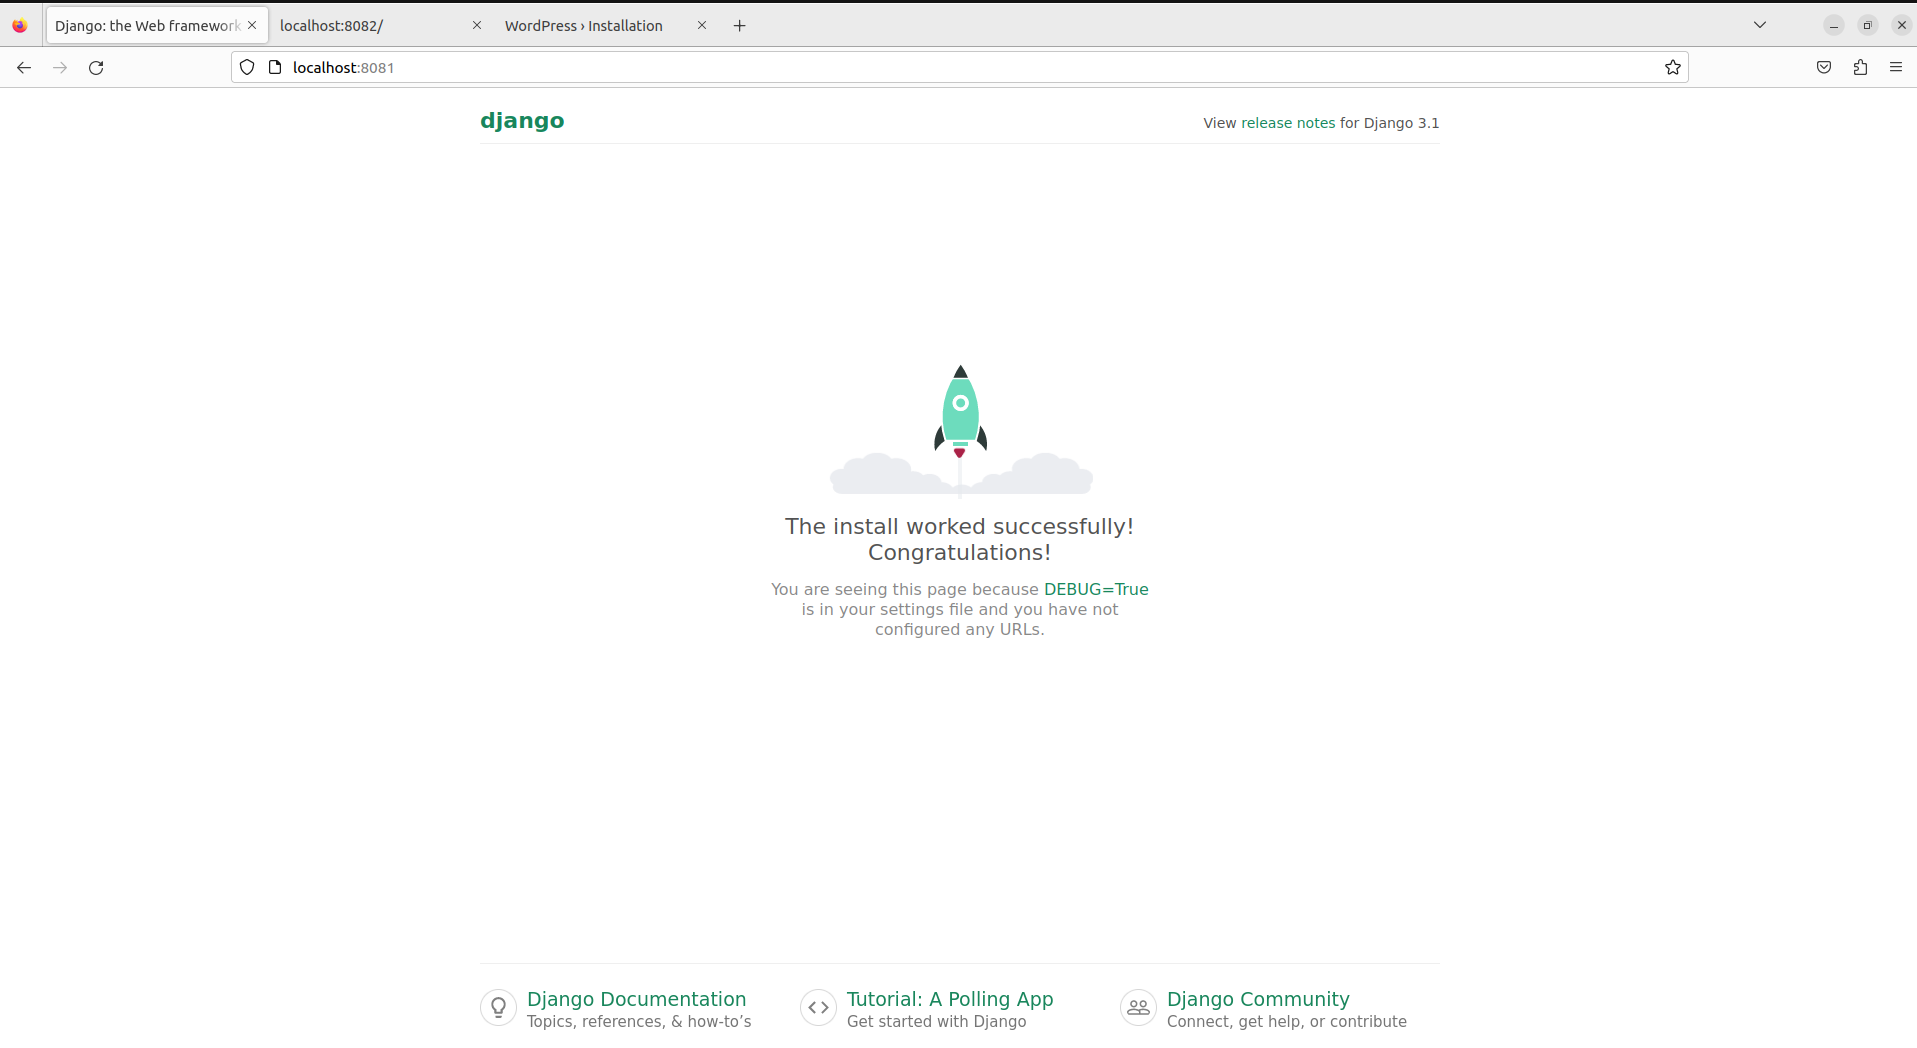 Django: the Web framework
localhost:8082/
WordPress › Installation
localhost:8081
django
View release notes for Django 3.1
The install worked successfully!
Congratulations!
You are seeing this page because DEBUG=True
is in your settings file and you have not
configured any URLs.
Django Documentation
Topics, references, & how-to’s
Tutorial: A Polling App
Get started with Django
Django Community
Connect, get help, or contribute